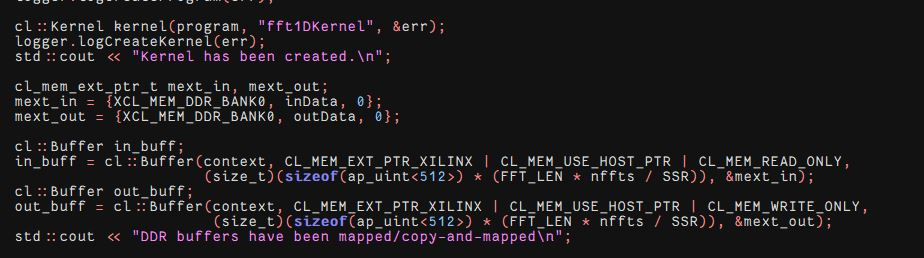 cl::Kernel kernel(program, "fft1DKernel", &err);
logger.logCreateKernel(err);
std::cout << "Kernel has been created.\n";
cl_mem_ext_ptr_t mext_in, mext_out;
mext_in = {XCL_MEM_DDR_BANK0, inData, 0};
mext_out = {XCL_MEM_DDR_BANK0, outData, 0};
cl::Buffer in_buff;
in_buff = cl::Buffer(context, CL_MEM_EXT_PTR_XILINX | CL_MEM_USE_HOST_PTR | CL_MEM_READ_ONLY,
(size_t)(sizeof(ap_uint<512>) * (FFT_LEN * nffts / SSR)), &mext_in);
cl::Buffer out_buff;
out_buff = cl::Buffer(context, CL_MEM_EXT_PTR_XILINX | CL_MEM_USE_HOST_PTR | CL_MEM_WRITE_ONLY,
(size_t)(sizeof(ap_uint<512>) * (FFT_LEN * nffts / SSR)), &mext_out);
std::cout << "DDR buffers have been mapped/copy-and-mapped\n";